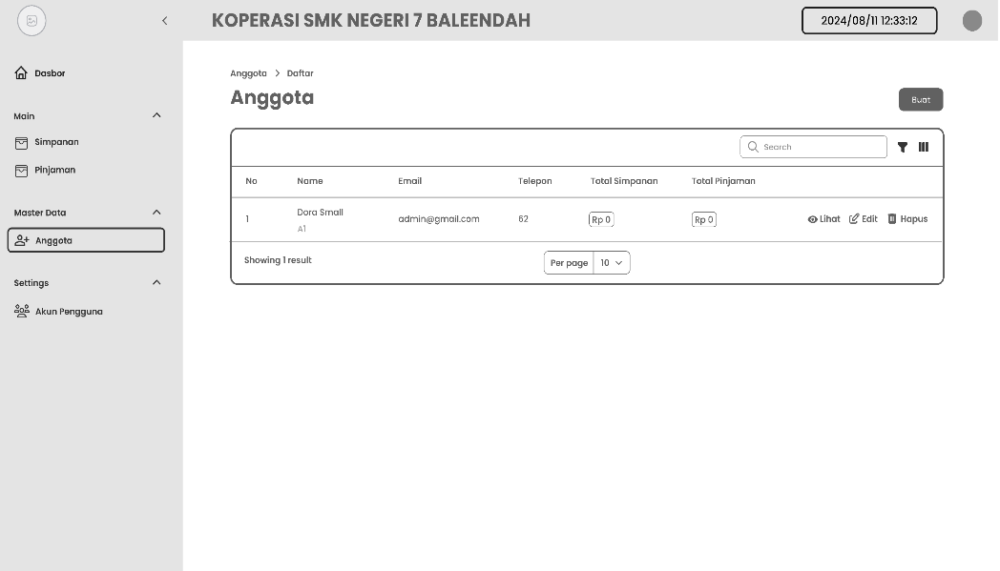 KOPERASI SMK NEGERI 7 BALEENDAH
2024/08/11 12:33:12
Dasbor
Main
Simpanan
Pinjaman
Master Data
Anggota
Settings
Akun Pengguna
Anggota > Daftar
Anggota
Buat
Search
No Name Email Telepon Total Simpanan Total Pinjaman
1 Dora Small admin@gmail.com 62 Rp 0 Rp 0 Lihat Edit Hapus
A1
Showing 1 result
Per page 10